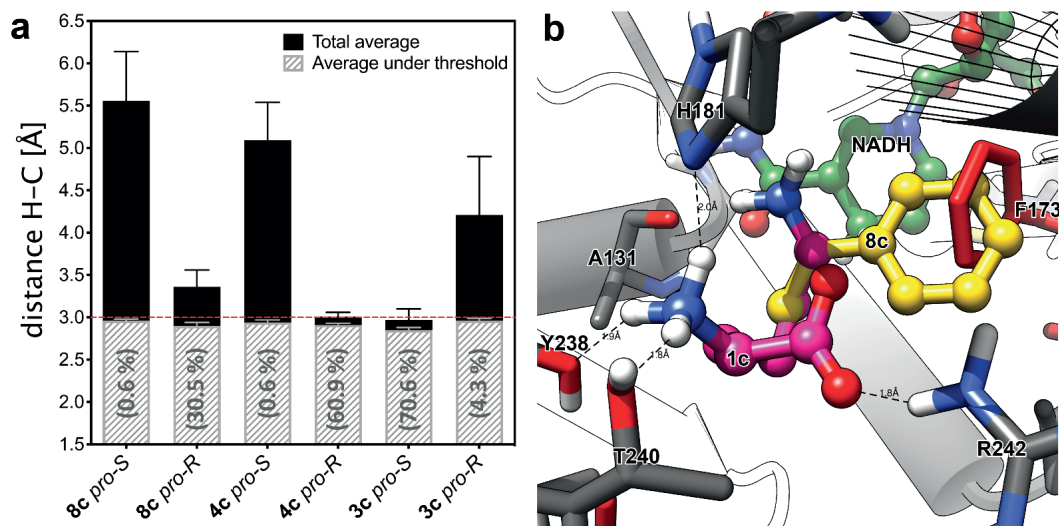 a
distance H–C [Å]
6.5
6.0
5.5
5.0
4.5
4.0
3.5
3.0
2.5
2.0
1.5
Total average
Average under threshold
(0.6 %)
(30.5 %)
(0.6 %)
(60.9 %)
(70.6 %)
(4.3 %)
8c pro-S
8c pro-R
4c pro-S
4c pro-R
3c pro-S
3c pro-R
b
H181
NADH
F173
2.0Å
8c
A131
Y238
1.9Å
1.8Å
1c
1.8Å
T240
R242